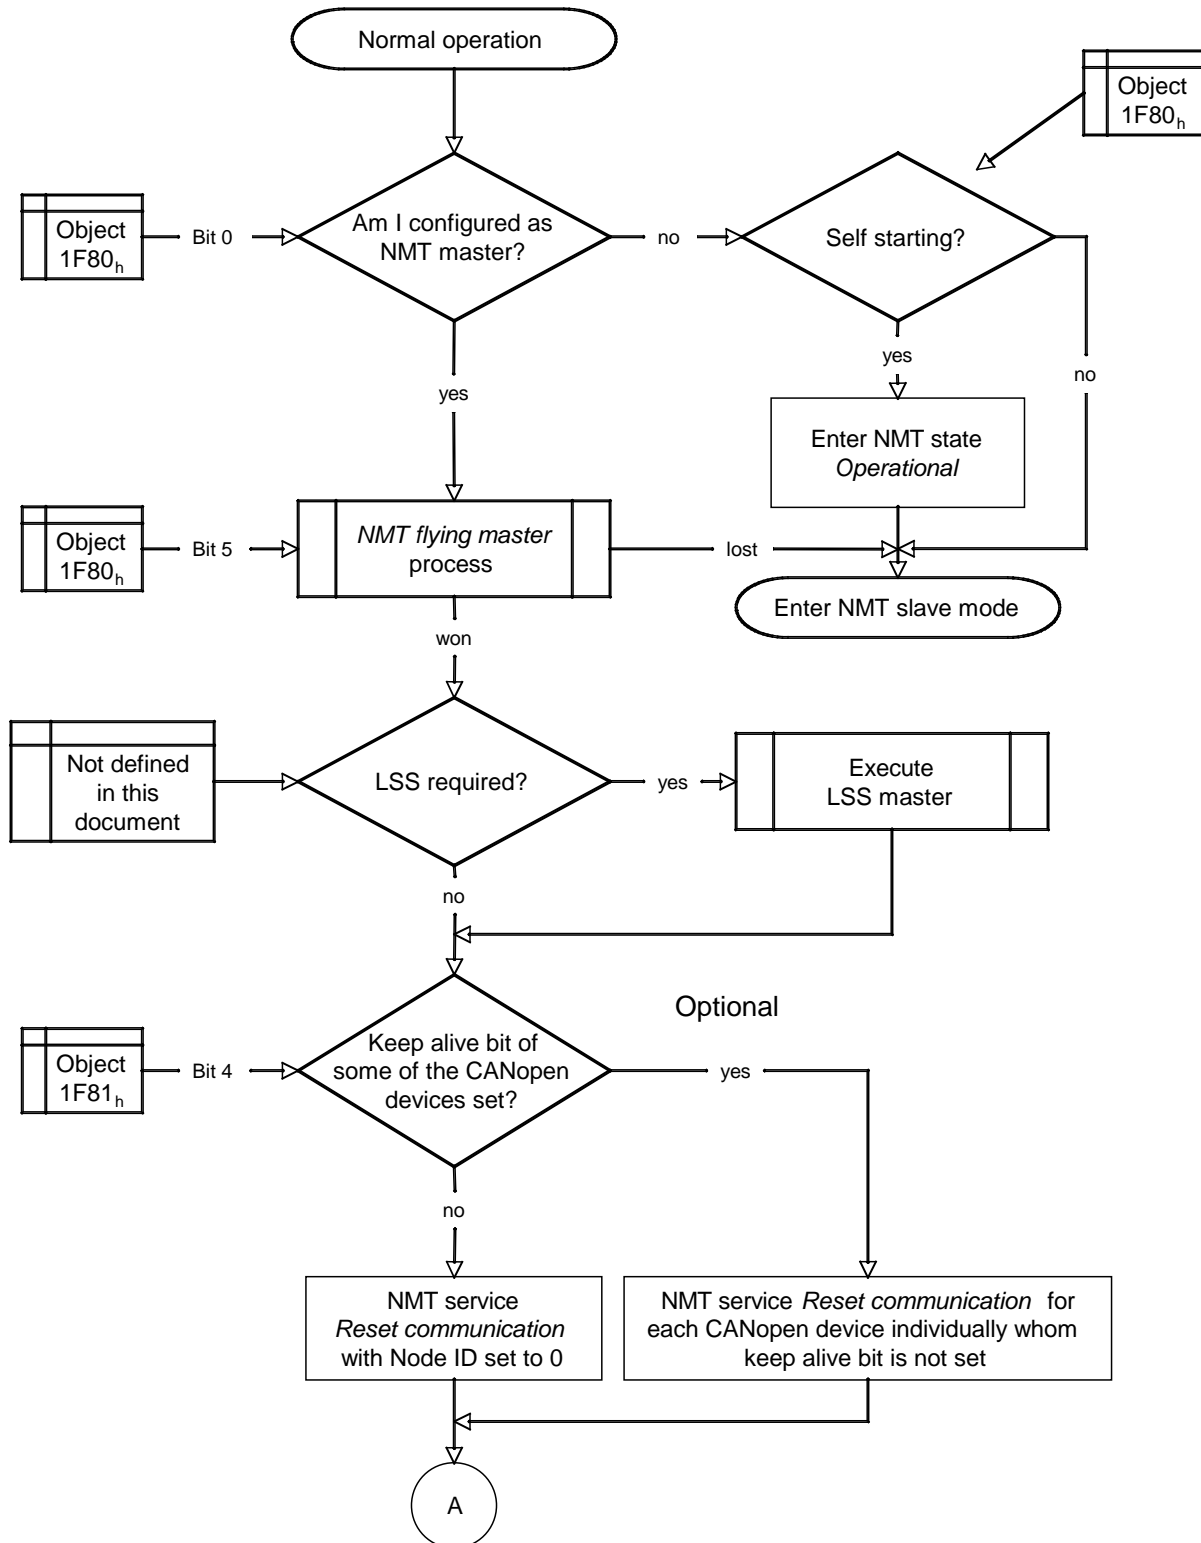 Normal operation
Object
1F80h
Object
1F80h
Bit 0
Am I configured as
NMT master?
no
Self starting?
yes
no
yes
Enter NMT state
Operational
Object
1F80h
Bit 5
NMT flying master
process
lost
Enter NMT slave mode
won
Not defined
in this
document
LSS required?
yes
Execute
LSS master
no
Optional
Object
1F81h
Bit 4
Keep alive bit of
some of the CANopen
devices set?
yes
no
NMT service
Reset communication
with Node ID set to 0
NMT service Reset communication for
each CANopen device individually whom
keep alive bit is not set
A